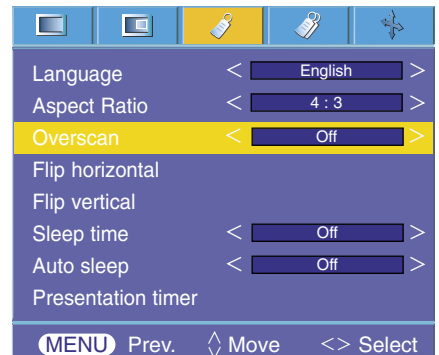 Language < English >
Aspect Ratio < 4 : 3 >
Overscan < Off >
Flip horizontal
Flip vertical
Sleep time < Off >
Auto sleep < Off >
Presentation timer
MENU Prev. Move <> Select